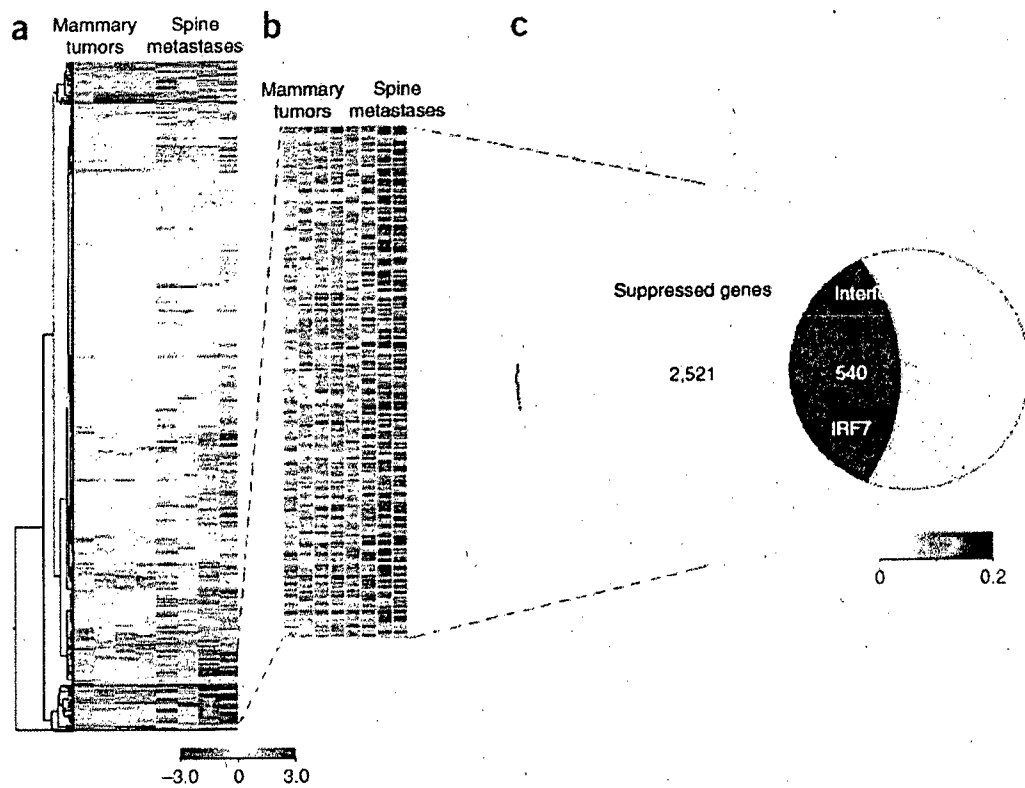 a
Mammary tumors
Spine metastases
b
Mammary tumors
Spine metastases
c
Suppressed genes
2,521
Interfe
540
IRF7
0 0.2
–3.0 0 3.0